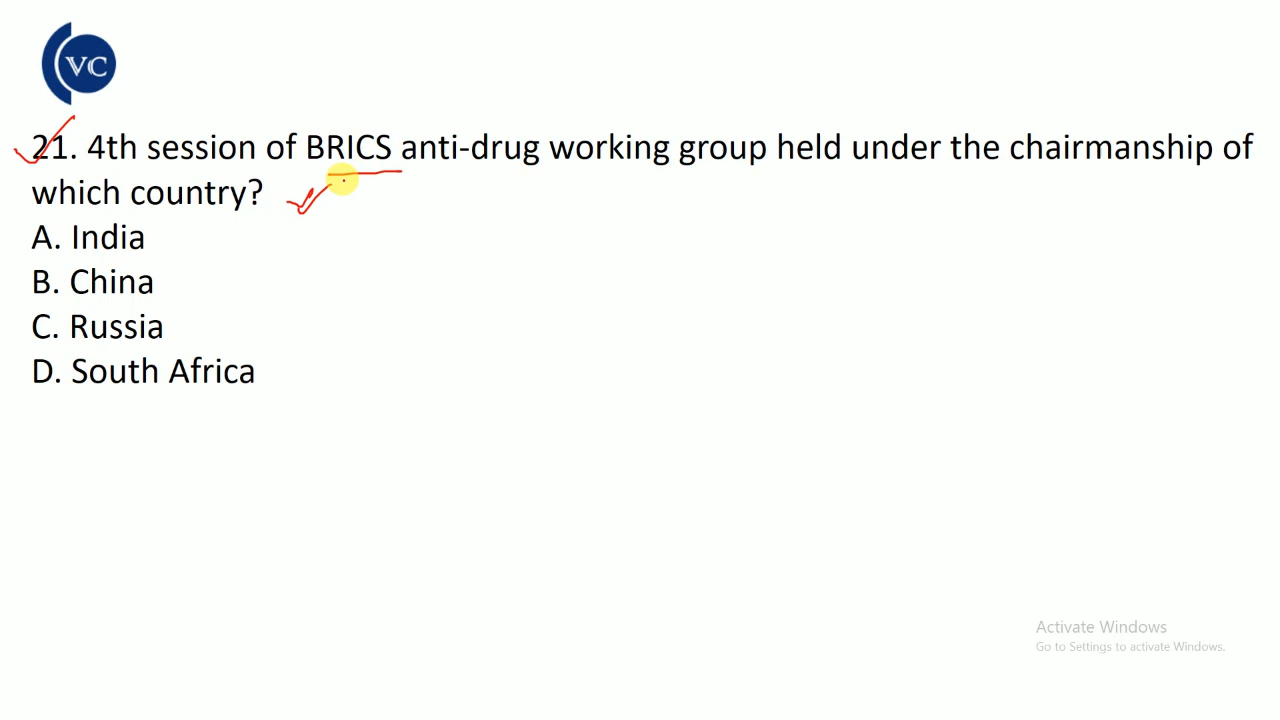 VC
21. 4th session of BRICS anti-drug working group held under the chairmanship of
which country?
A. India
B. China
C. Russia
D. South Africa
Activate Windows
Go to Settings to activate Windows.